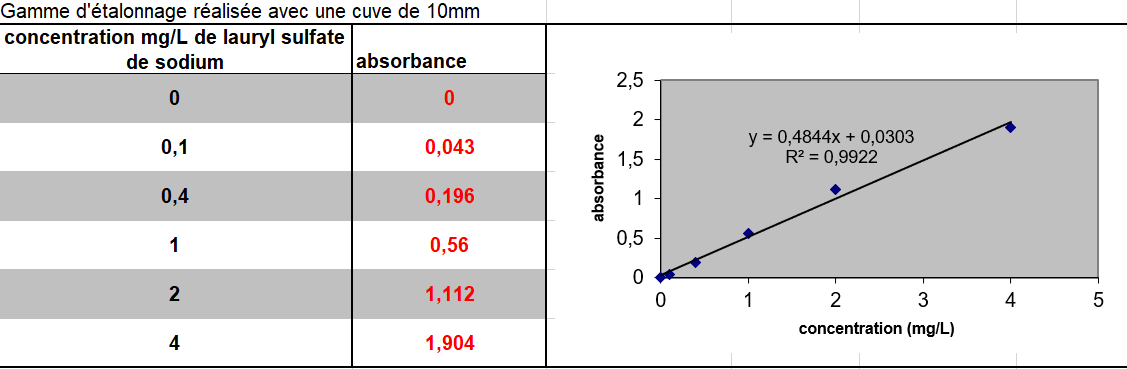 Gamme d'étalonnage réalisée avec une cuve de 10mm
concentration mg/L de lauryl sulfate
de sodium
absorbance
0
0
0,1
0,043
0,4
0,196
1
0,56
2
1,112
4
1,904
2,5
2
1,5
1
0,5
0
absorbance
y = 0,4844x + 0,0303
R² = 0,9922
0 1 2 3 4 5
concentration (mg/L)